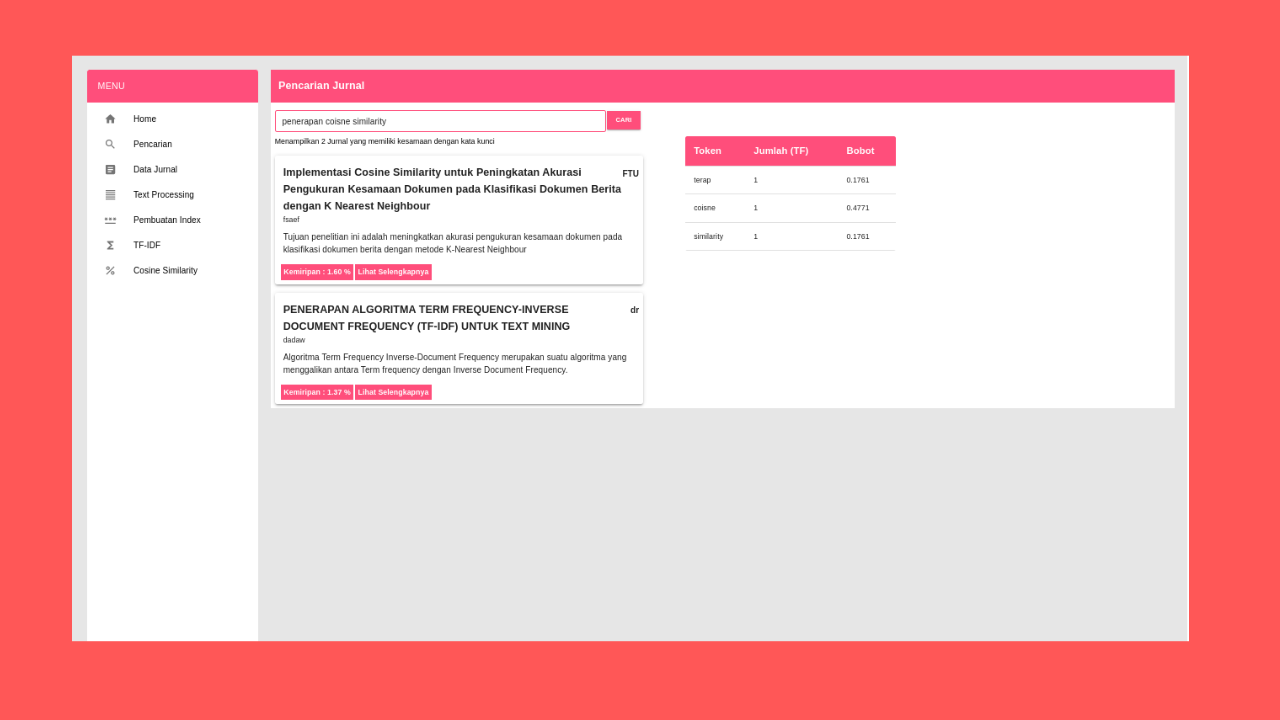 MENU
Home
Pencarian
Data Jurnal
Text Processing
Pembuatan Index
TF-IDF
Cosine Similarity
Pencarian Jurnal
penerapan coisne similarity
CARI
Menampilkan 2 Jurnal yang memiliki kesamaan dengan kata kunci
Implementasi Cosine Similarity untuk Peningkatan Akurasi
FTU
Pengukuran Kesamaan Dokumen pada Klasifikasi Dokumen Berita
dengan K Nearest Neighbour
fsaef
Tujuan penelitian ini adalah meningkatkan akurasi pengukuran kesamaan dokumen pada
klasifikasi dokumen berita dengan metode K-Nearest Neighbour
Kemiripan : 1.60 % Lihat Selengkapnya
PENERAPAN ALGORITMA TERM FREQUENCY-INVERSE
dr
DOCUMENT FREQUENCY (TF-IDF) UNTUK TEXT MINING
dadaw
Algoritma Term Frequency Inverse-Document Frequency merupakan suatu algoritma yang
menggalikan antara Term frequency dengan Inverse Document Frequency.
Kemiripan : 1.37 % Lihat Selengkapnya
Token Jumlah (TF) Bobot
terap 1 0.1761
coisne 1 0.4771
similarity 1 0.1761